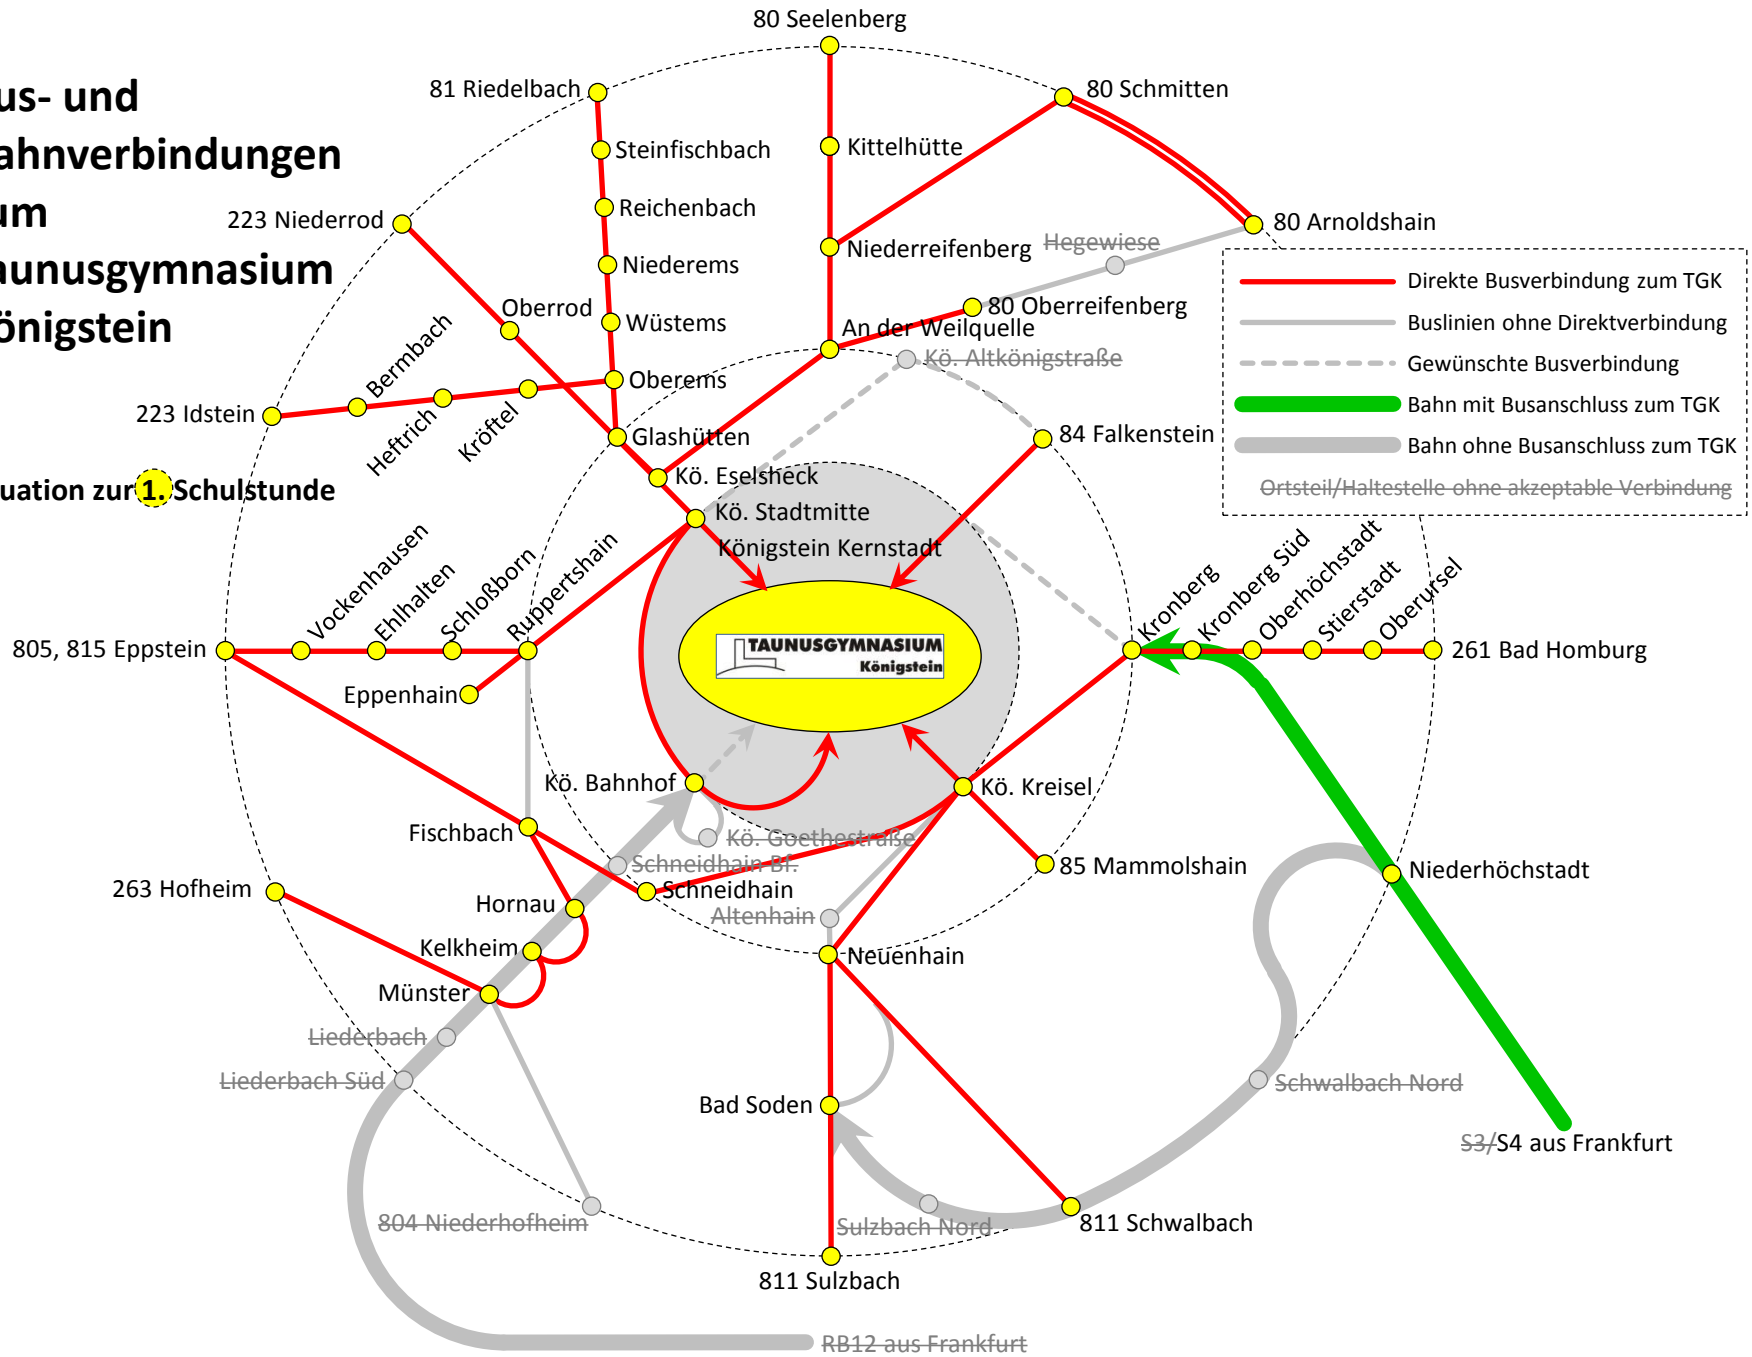 80 Seelenberg
us- und
ahnverbindungen
um
aunusgymnasium
önigstein
81 Riedelbach
80 Schmitten
Steinfischbach
Kittelhütte
Reichenbach
223 Niederrod
80 Arnoldshain
Niederreifenberg
Hegewiese
Niederems
Oberrod
80 Oberreifenberg
Wüstems
An der Weilquelle
Kö. Altkönigstraße
Bermbach
Oberems
223 Idstein
Heftrich
Kröftel
Glashütten
84 Falkenstein
Kö. Eselsheck
uation zur 1. Schulstunde
Kö. Stadtmitte
Königstein Kernstadt
Direkte Busverbindung zum TGK
Buslinien ohne Direktverbindung
Gewünschte Busverbindung
Bahn mit Busanschluss zum TGK
Bahn ohne Busanschluss zum TGK
Ortsteil/Haltestelle ohne akzeptable Verbindung
805, 815 Eppstein
Vockenhausen
Ehlhalten
Schloßborn
Ruppertshain
Eppenhain
TAUNUSGYMNASIUM
Königstein
Kronberg
Kronberg Süd
Oberhöchstadt
Stierstadt
Oberursel
261 Bad Homburg
Kö. Bahnhof
Kö. Kreisel
Fischbach
Kö. Goethestraße
Schneidhain Bf.
85 Mammolshain
Niederhöchstadt
263 Hofheim
Schneidhain
Hornau
Altenhain
Kelkheim
Neuenhain
Münster
Liederbach
Liederbach Süd
Schwalbach Nord
Bad Soden
S3/S4 aus Frankfurt
804 Niederhofheim
Sulzbach Nord
811 Schwalbach
811 Sulzbach
RB12 aus Frankfurt